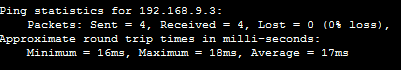 Ping statistics for 192.168.9.3:
    Packets: Sent = 4, Received = 4, Lost = 0 (0% loss),
Approximate round trip times in milli-seconds:
    Minimum = 16ms, Maximum = 18ms, Average = 17ms